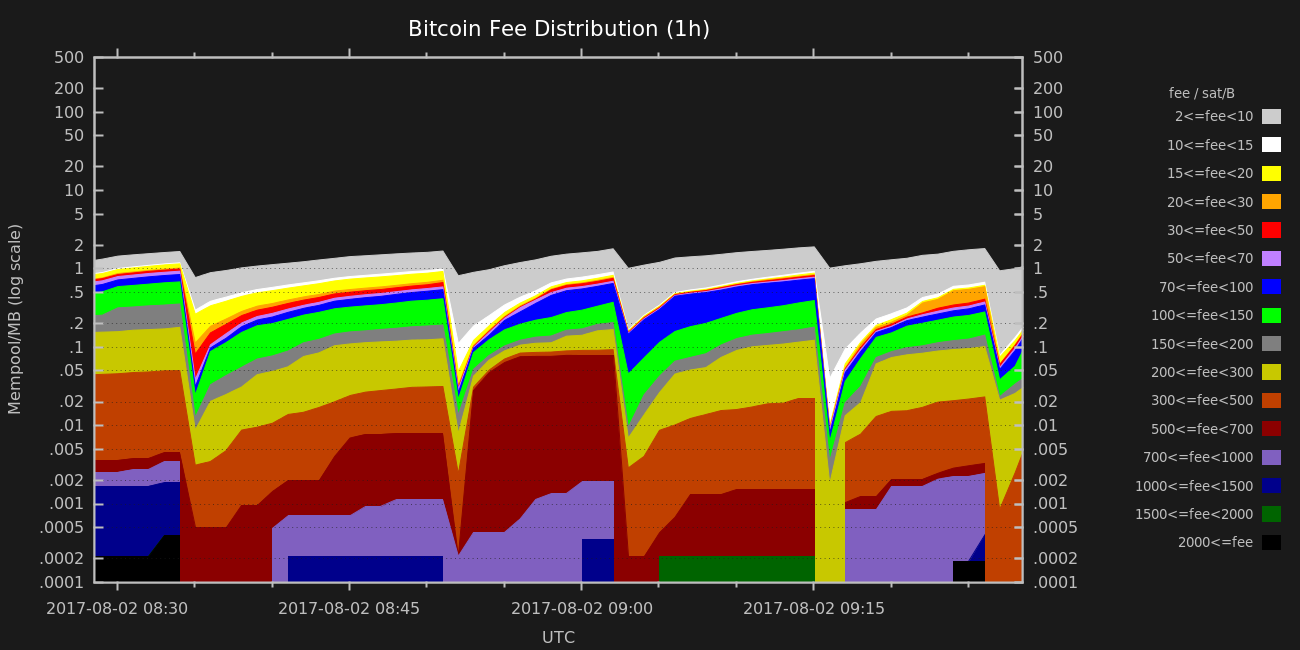 Bitcoin Fee Distribution (1h)
500 500
200 200
100 100
50 50
20 20
10 10
5 5
2 2
1 1
.5 .5
.2 .2
.1 .1
.05 .05
.02 .02
.01 .01
.005 .005
.002 .002
.001 .001
.0005 .0005
.0002 .0002
.0001 .0001
Mempool/MB (log scale)
2017-08-02 08:30 2017-08-02 08:45 2017-08-02 09:00 2017-08-02 09:15
UTC
fee / sat/B
2<=fee<10
10<=fee<15
15<=fee<20
20<=fee<30
30<=fee<50
50<=fee<70
70<=fee<100
100<=fee<150
150<=fee<200
200<=fee<300
300<=fee<500
500<=fee<700
700<=fee<1000
1000<=fee<1500
1500<=fee<2000
2000<=fee